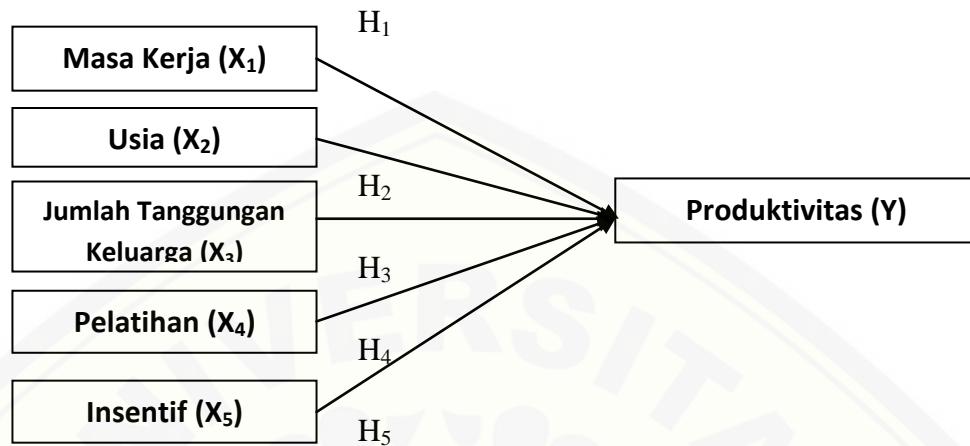 H₁
Masa Kerja (X₁)
Usia (X₂)
H₂
Jumlah Tanggungan
Keluarga (X₃)
Produktivitas (Y)
H₃
Pelatihan (X₄)
H₄
Insentif (X₅)
H₅
UNIVERSITA